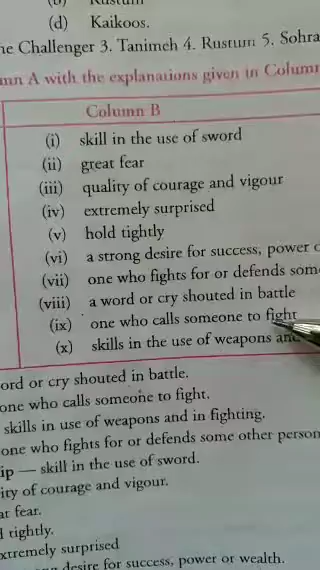 (b) Rustum
(d) Kaikoos.
he Challenger 3. Tanimeh 4. Rustum 5. Sohra
mn A with the explanations given in Column
Column B
(i) skill in the use of sword
(ii) great fear
(iii) quality of courage and vigour
(iv) extremely surprised
(v) hold tightly
(vi) a strong desire for success, power o
(vii) one who fights for or defends som
(viii) a word or cry shouted in battle
(ix) one who calls someone to fight
(x) skills in the use of weapons and
ord or cry shouted in battle.
one who calls someone to fight.
skills in use of weapons and in fighting.
one who fights for or defends some other person
ip — skill in the use of sword.
ity of courage and vigour.
at fear.
d tightly.
xtremely surprised
desire for success, power or wealth.